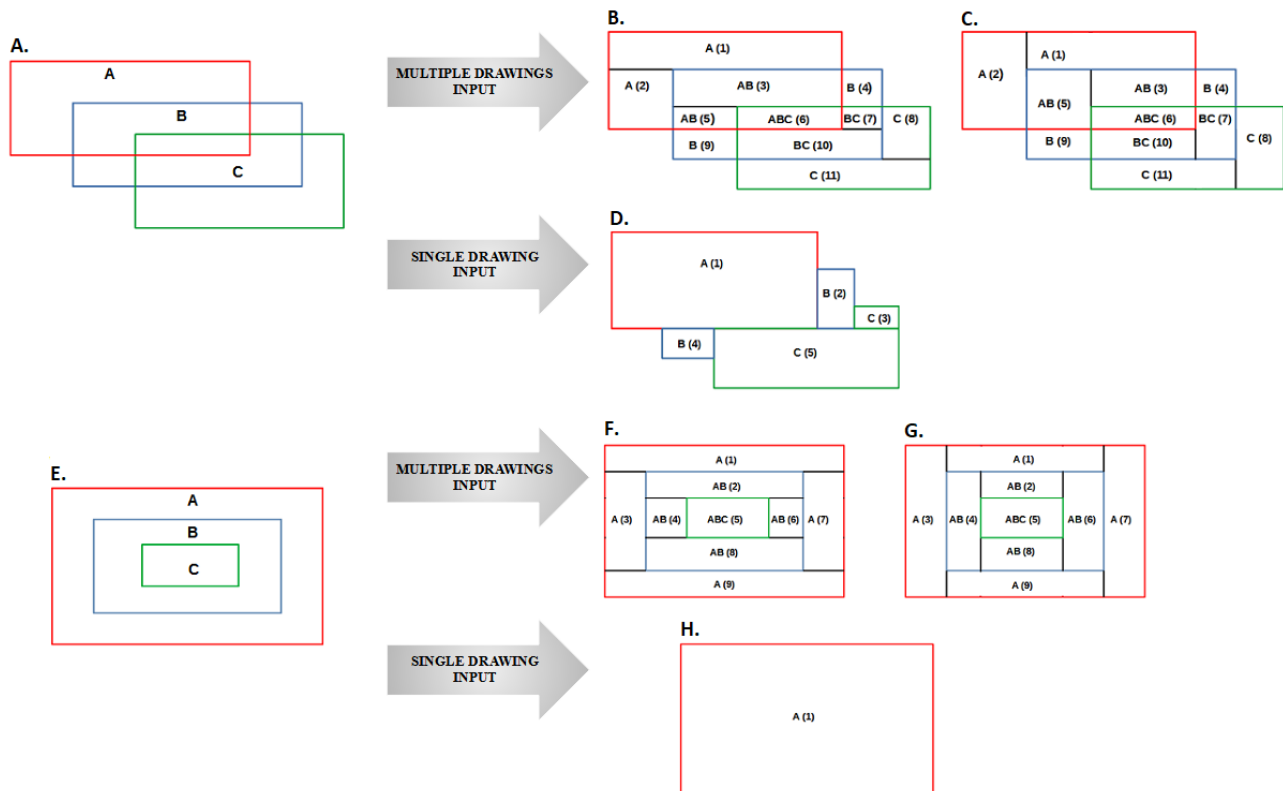 A.
A
B
C
MULTIPLE DRAWINGS
INPUT
B.
A (1)
A (2)
AB (3)
B (4)
AB (5)
ABC (6)
BC (7)
C (8)
B (9)
BC (10)
C (11)
C.
A (1)
A (2)
AB (3)
B (4)
AB (5)
ABC (6)
BC (7)
C (8)
B (9)
BC (10)
C (11)
SINGLE DRAWING
INPUT
D.
A (1)
B (2)
C (3)
B (4)
C (5)
E.
A
B
C
MULTIPLE DRAWINGS
INPUT
F.
A (1)
AB (2)
A (3)
AB (4)
ABC (5)
AB (6)
A (7)
AB (8)
A (9)
G.
A (1)
AB (2)
A (3)
AB (4)
ABC (5)
AB (6)
A (7)
AB (8)
A (9)
SINGLE DRAWING
INPUT
H.
A (1)